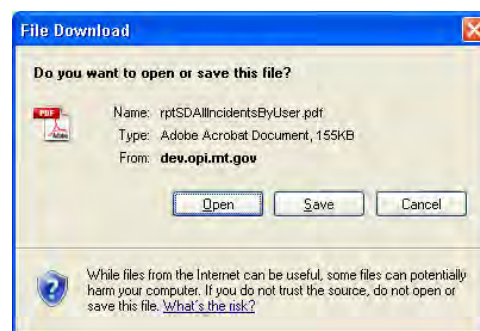 File Download
Do you want to open or save this file?
PDF
Adobe
Name: rptSDAllIncidentsByUser.pdf
Type: Adobe Acrobat Document, 155KB
From: dev.opi.mt.gov
Open Save Cancel
While files from the Internet can be useful, some files can potentially
harm your computer. If you do not trust the source, do not open or
save this file. What's the risk?